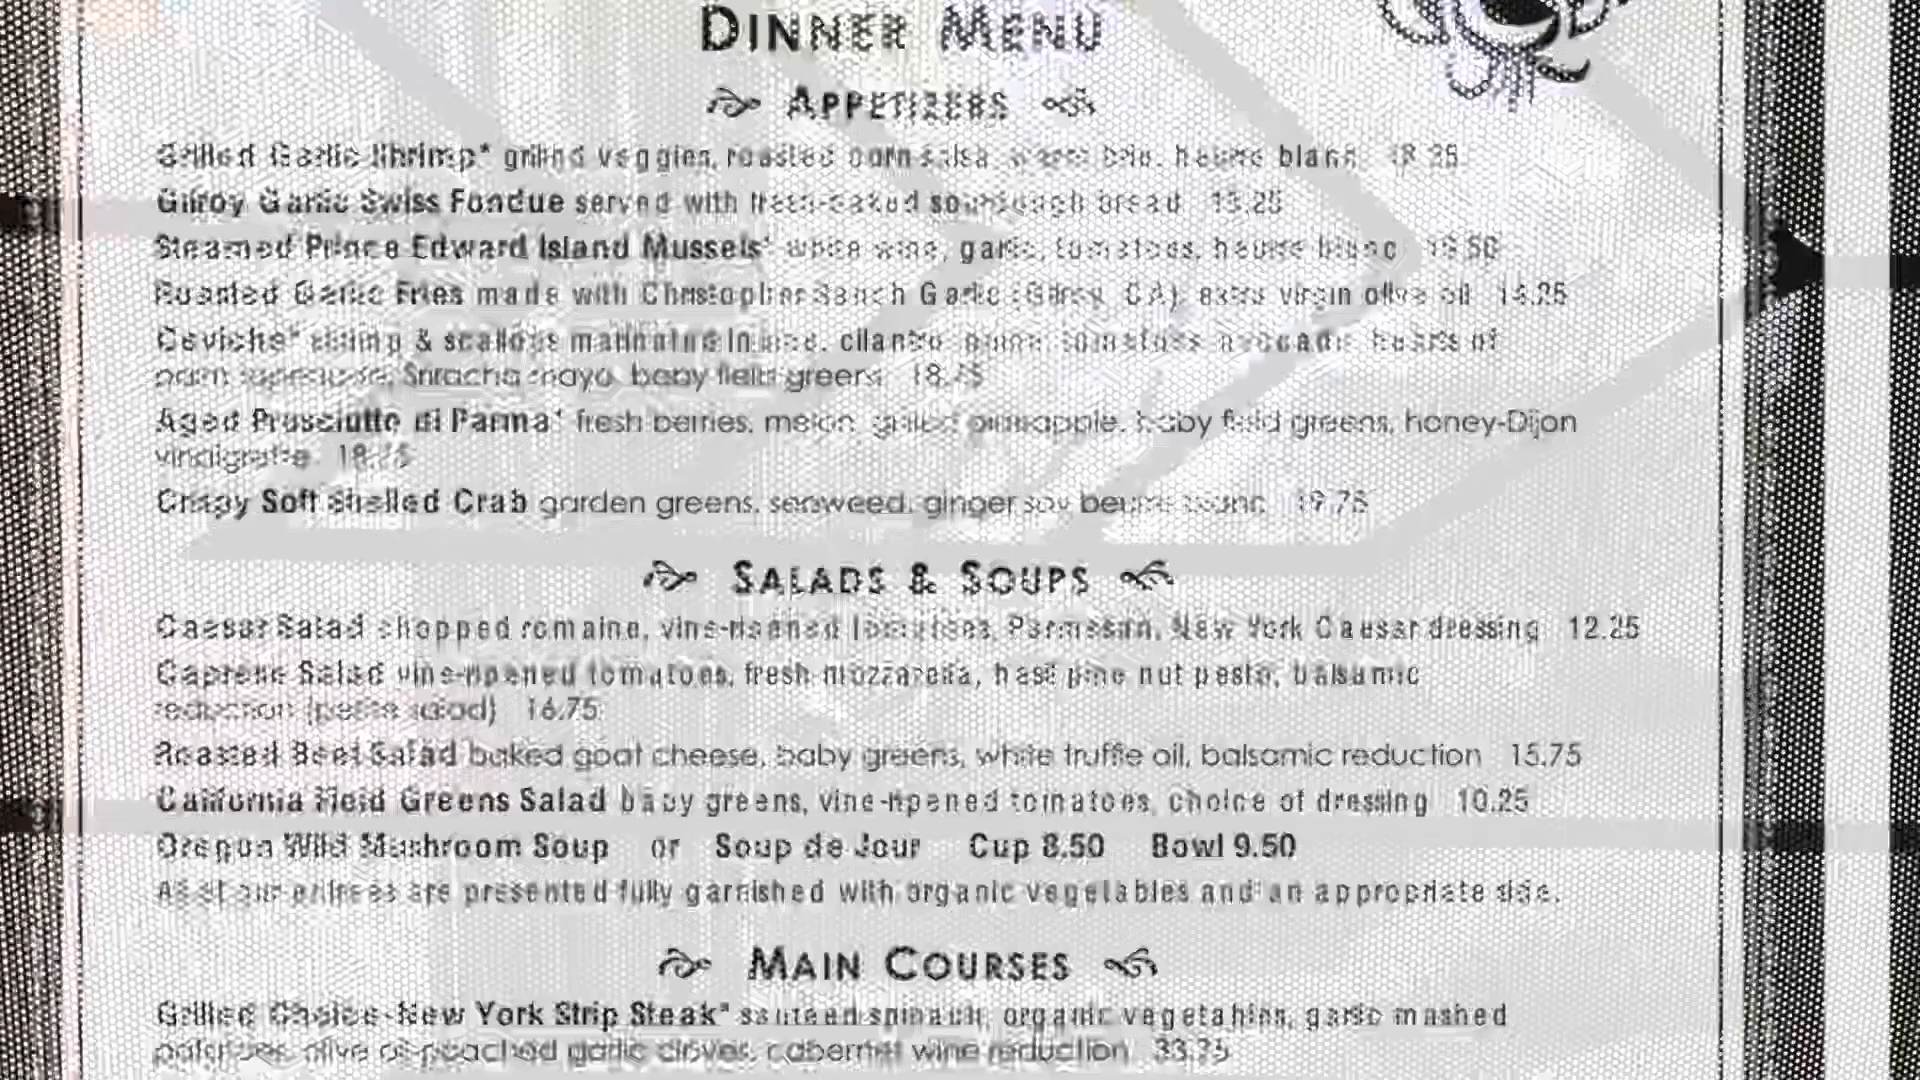 DINNER MENU
APPETIZERS
Grilled Garlic Shrimp* grilled veggies, roasted corn salsa, warm brie, beurre blanc
Gilroy Garlic Swiss Fondue served with fresh-baked sourdough bread 13.25
Steamed Prince Edward Island Mussels* white wine, garlic, tomatoes, beurre blanc
Roasted Garlic Fries made with Christopher Ranch Garlic (Gilroy, CA), extra virgin olive oil 14.25
Ceviche* shrimp & scallops marinated in lime, cilantro, onion, tomatoes, avocado, hearts of
palm, Sriracha mayo, baby field greens
Aged Prosciutto di Parma* fresh berries, melon, grilled pineapple, baby field greens, honey-Dijon
vinaigrette
Crispy Soft Shelled Crab garden greens, seaweed, ginger soy beurre blanc 19.75
SALADS & SOUPS
Caesar Salad chopped romaine, vine-ripened tomatoes, Parmesan, New York Caesar dressing 12.25
Caprese Salad vine-ripened tomatoes, fresh mozzarella, basil pine nut pesto, balsamic
reduction (petite salad) 16.75
Roasted Beet Salad baked goat cheese, baby greens, white truffle oil, balsamic reduction 15.75
California Field Greens Salad baby greens, vine-ripened tomatoes, choice of dressing 10.25
Oregon Wild Mushroom Soup or Soup de Jour Cup 8.50 Bowl 9.50
All of our entrees are presented fully garnished with organic vegetables and an appropriate side.
MAIN COURSES
Grilled Choice New York Strip Steak* sauteed spinach, organic vegetables, garlic mashed
potatoes, olive oil-poached garlic cloves, cabernet wine reduction 33.75